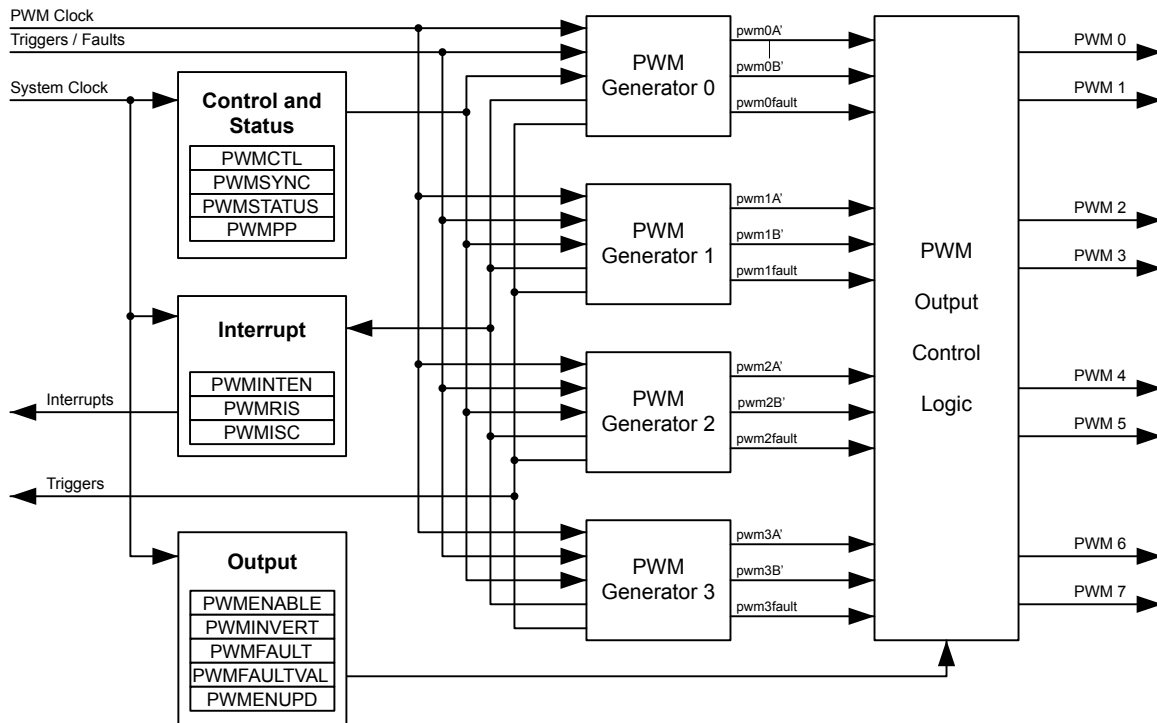 PWM Clock
Triggers / Faults
System Clock
Control and
Status
PWMCTL
PWMSYNC
PWMSTATUS
PWMPP
Interrupt
PWMINTEN
PWMRIS
PWMISC
Interrupts
Triggers
Output
PWMENABLE
PWMINVERT
PWMFAULT
PWMFAULTVAL
PWMENUPD
PWM
Generator 0
pwm0A'
pwm0B'
pwm0fault
PWM
Generator 1
pwm1A'
pwm1B'
pwm1fault
PWM
Generator 2
pwm2A'
pwm2B'
pwm2fault
PWM
Generator 3
pwm3A'
pwm3B'
pwm3fault
PWM
Output
Control
Logic
PWM 0
PWM 1
PWM 2
PWM 3
PWM 4
PWM 5
PWM 6
PWM 7